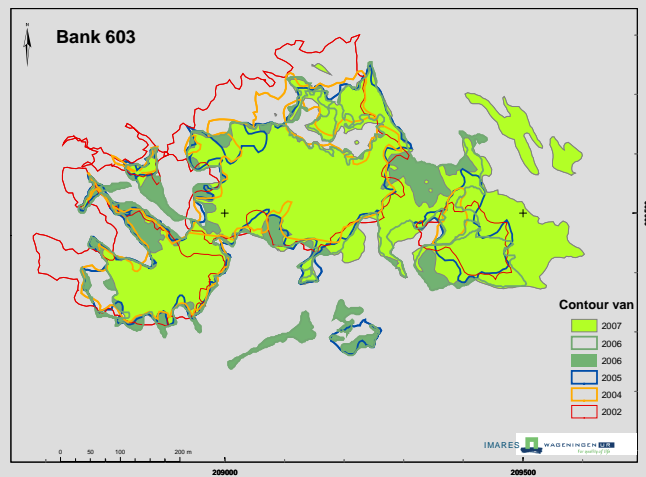 N
Bank 603
Contour van
2007
2006
2006
2005
2004
2002
IMARES WAGENINGEN UR
For quality of life
0 50 100 200 m
209000 209500